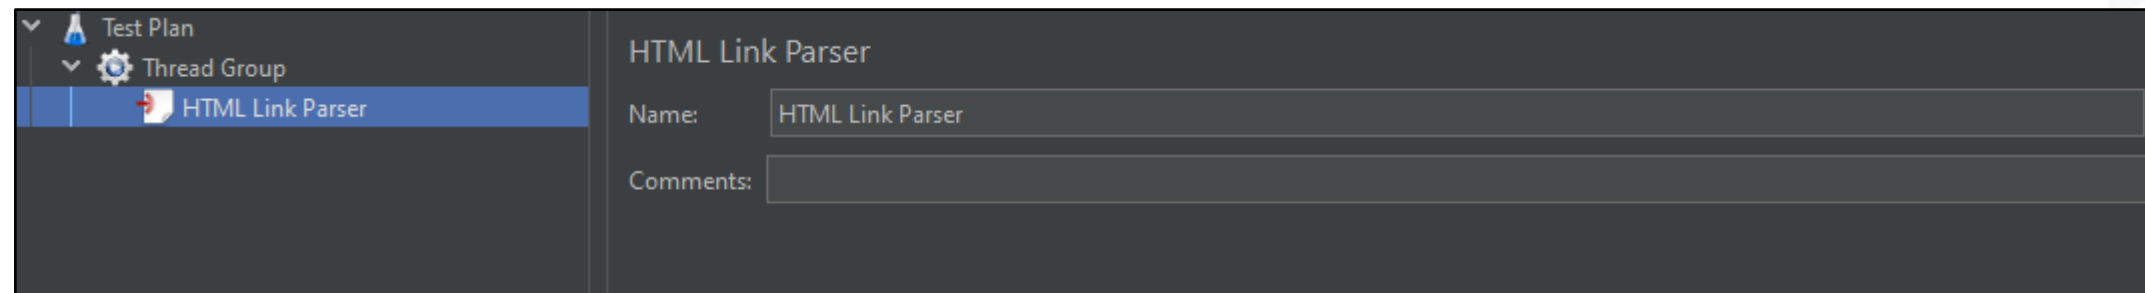 Test Plan
Thread Group
HTML Link Parser
HTML Link Parser
Name: HTML Link Parser
Comments: